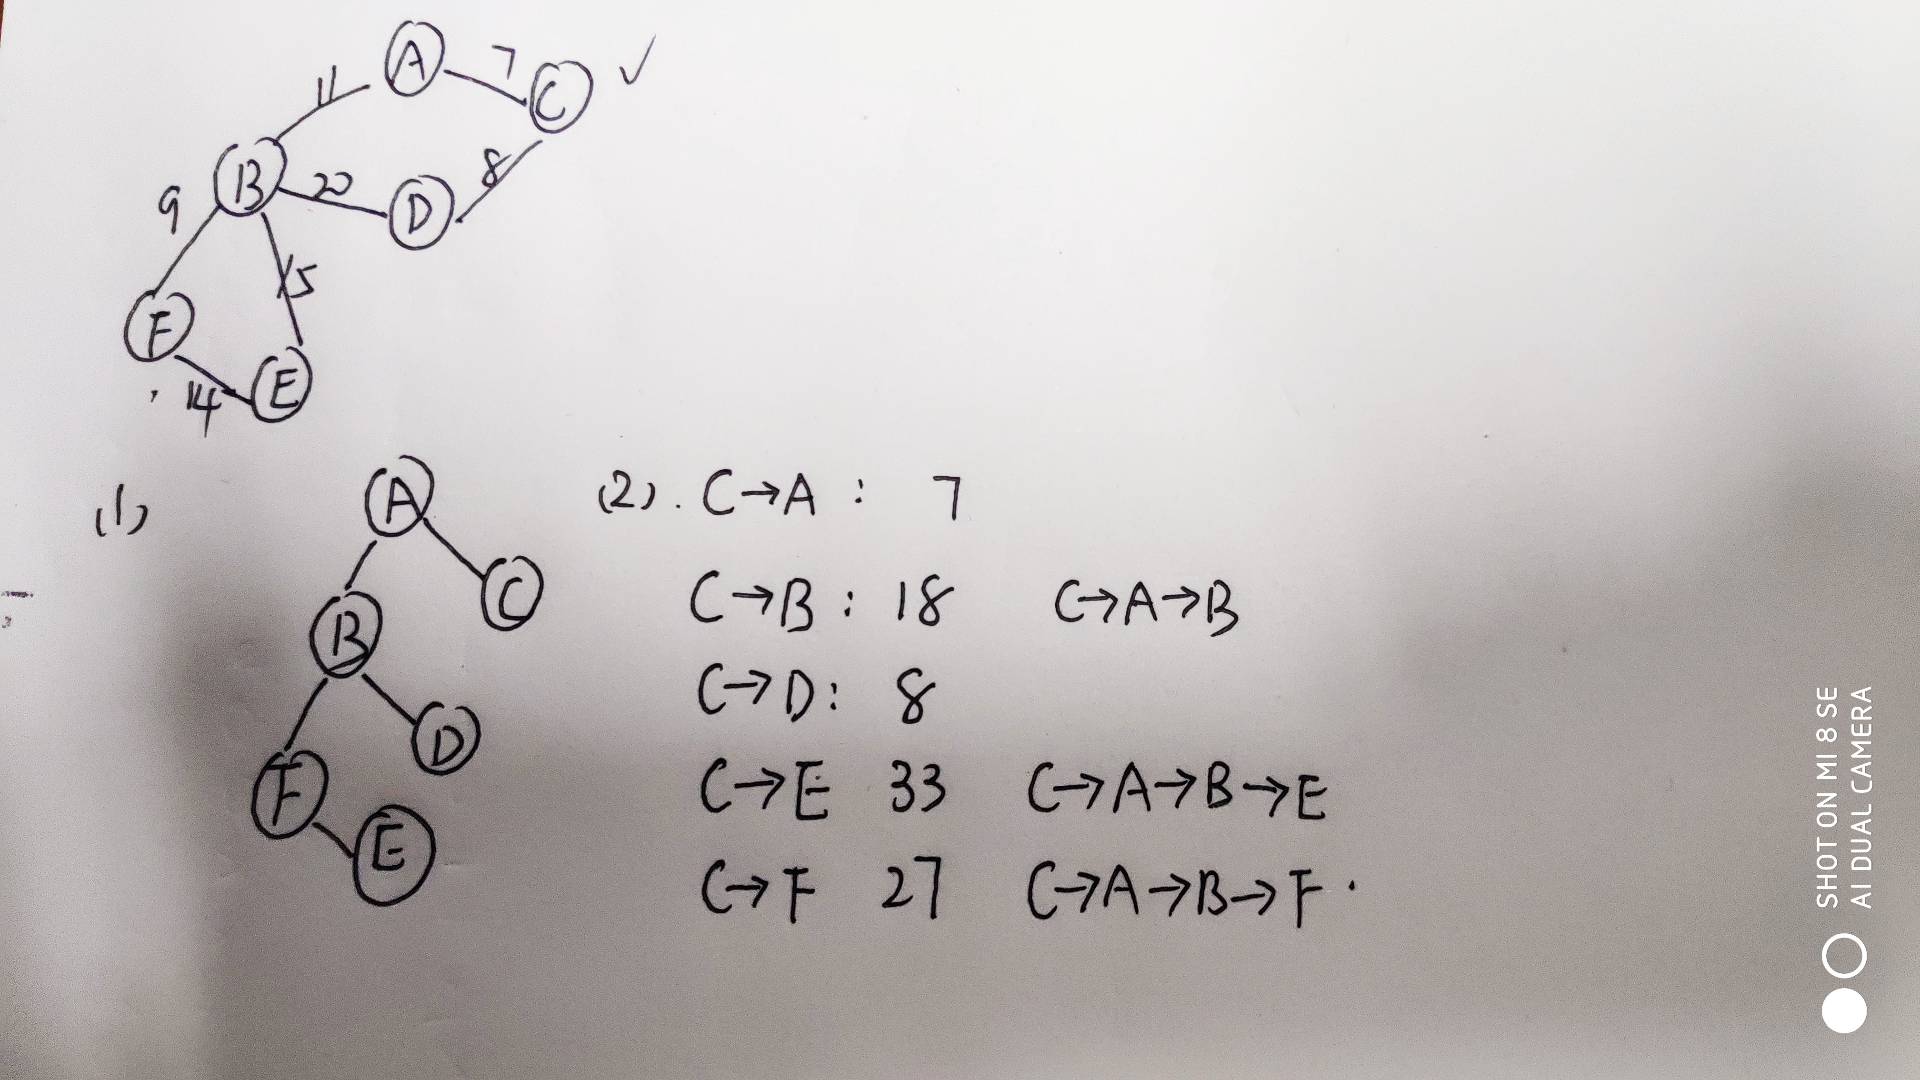 11
A
7
C
9
B
22
D
8
F
15
14
E
(1)
A
B
C
F
D
E
(2). C→A: 7
C→B: 18 C→A→B
C→D: 8
C→E 33 C→A→B→E
C→F 27 C→A→B→F.
SHOT ON MI 8 SE
AI DUAL CAMERA